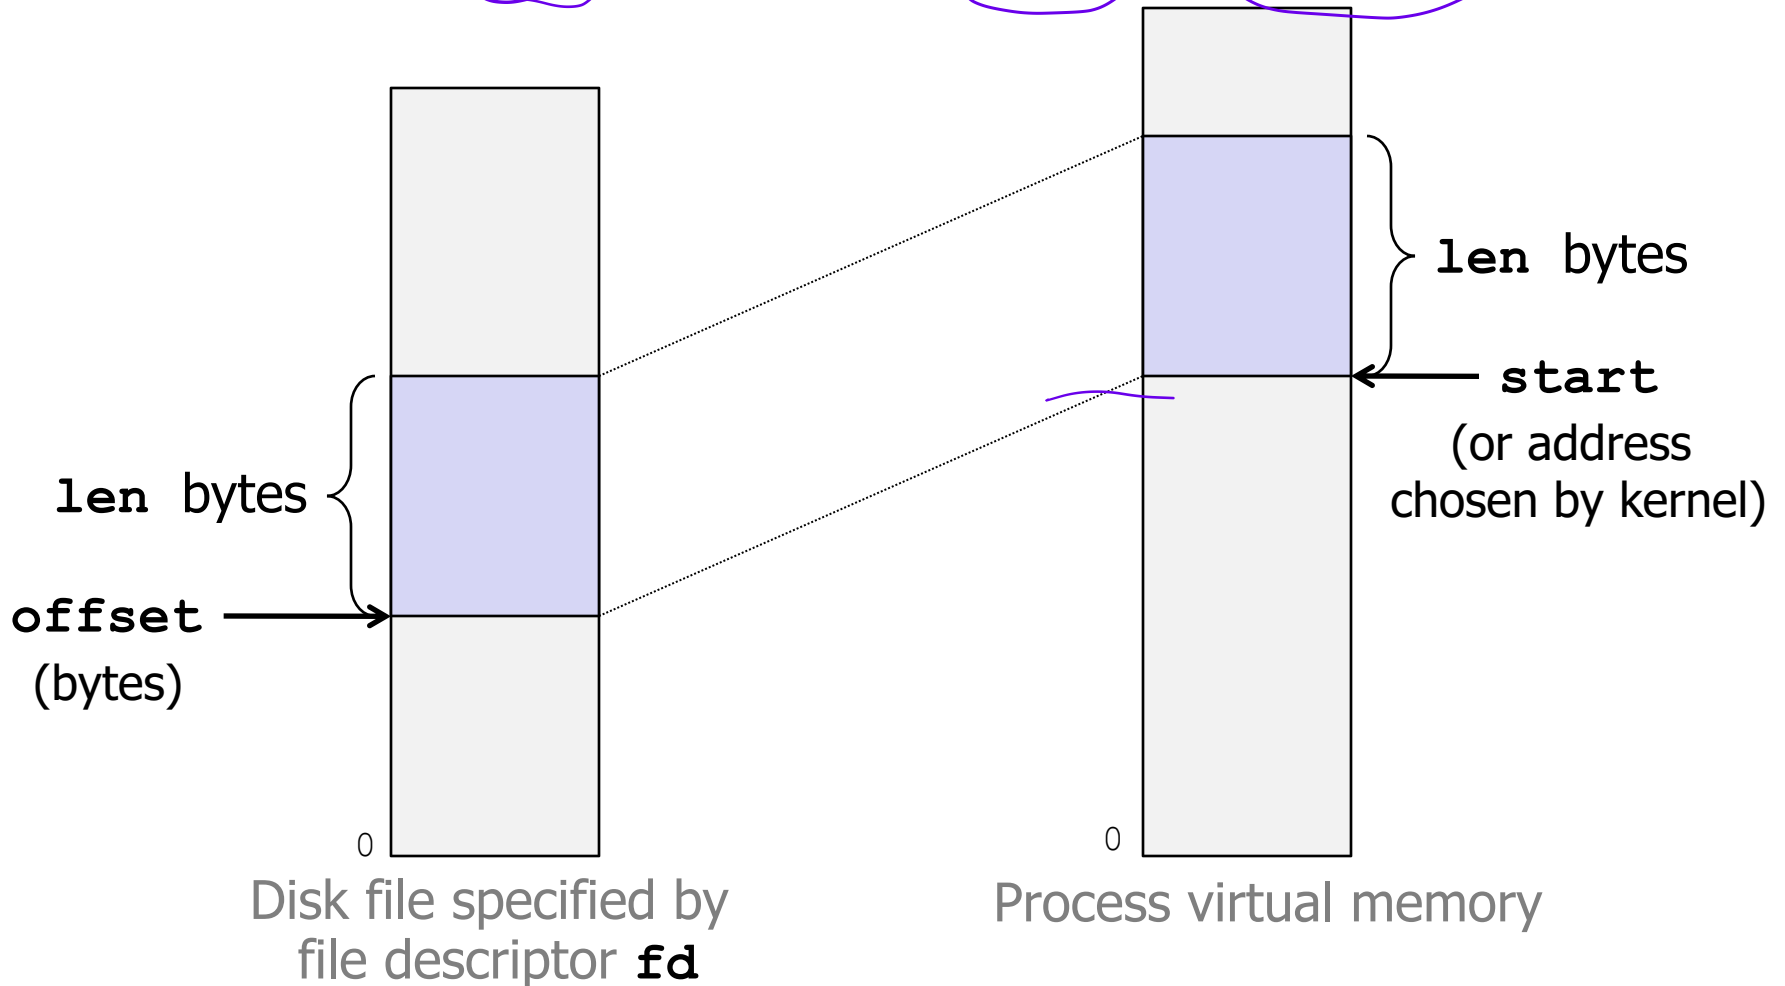 len bytes
start
(or address
chosen by kernel)
len bytes
offset
(bytes)
0
0
Disk file specified by
file descriptor fd
Process virtual memory